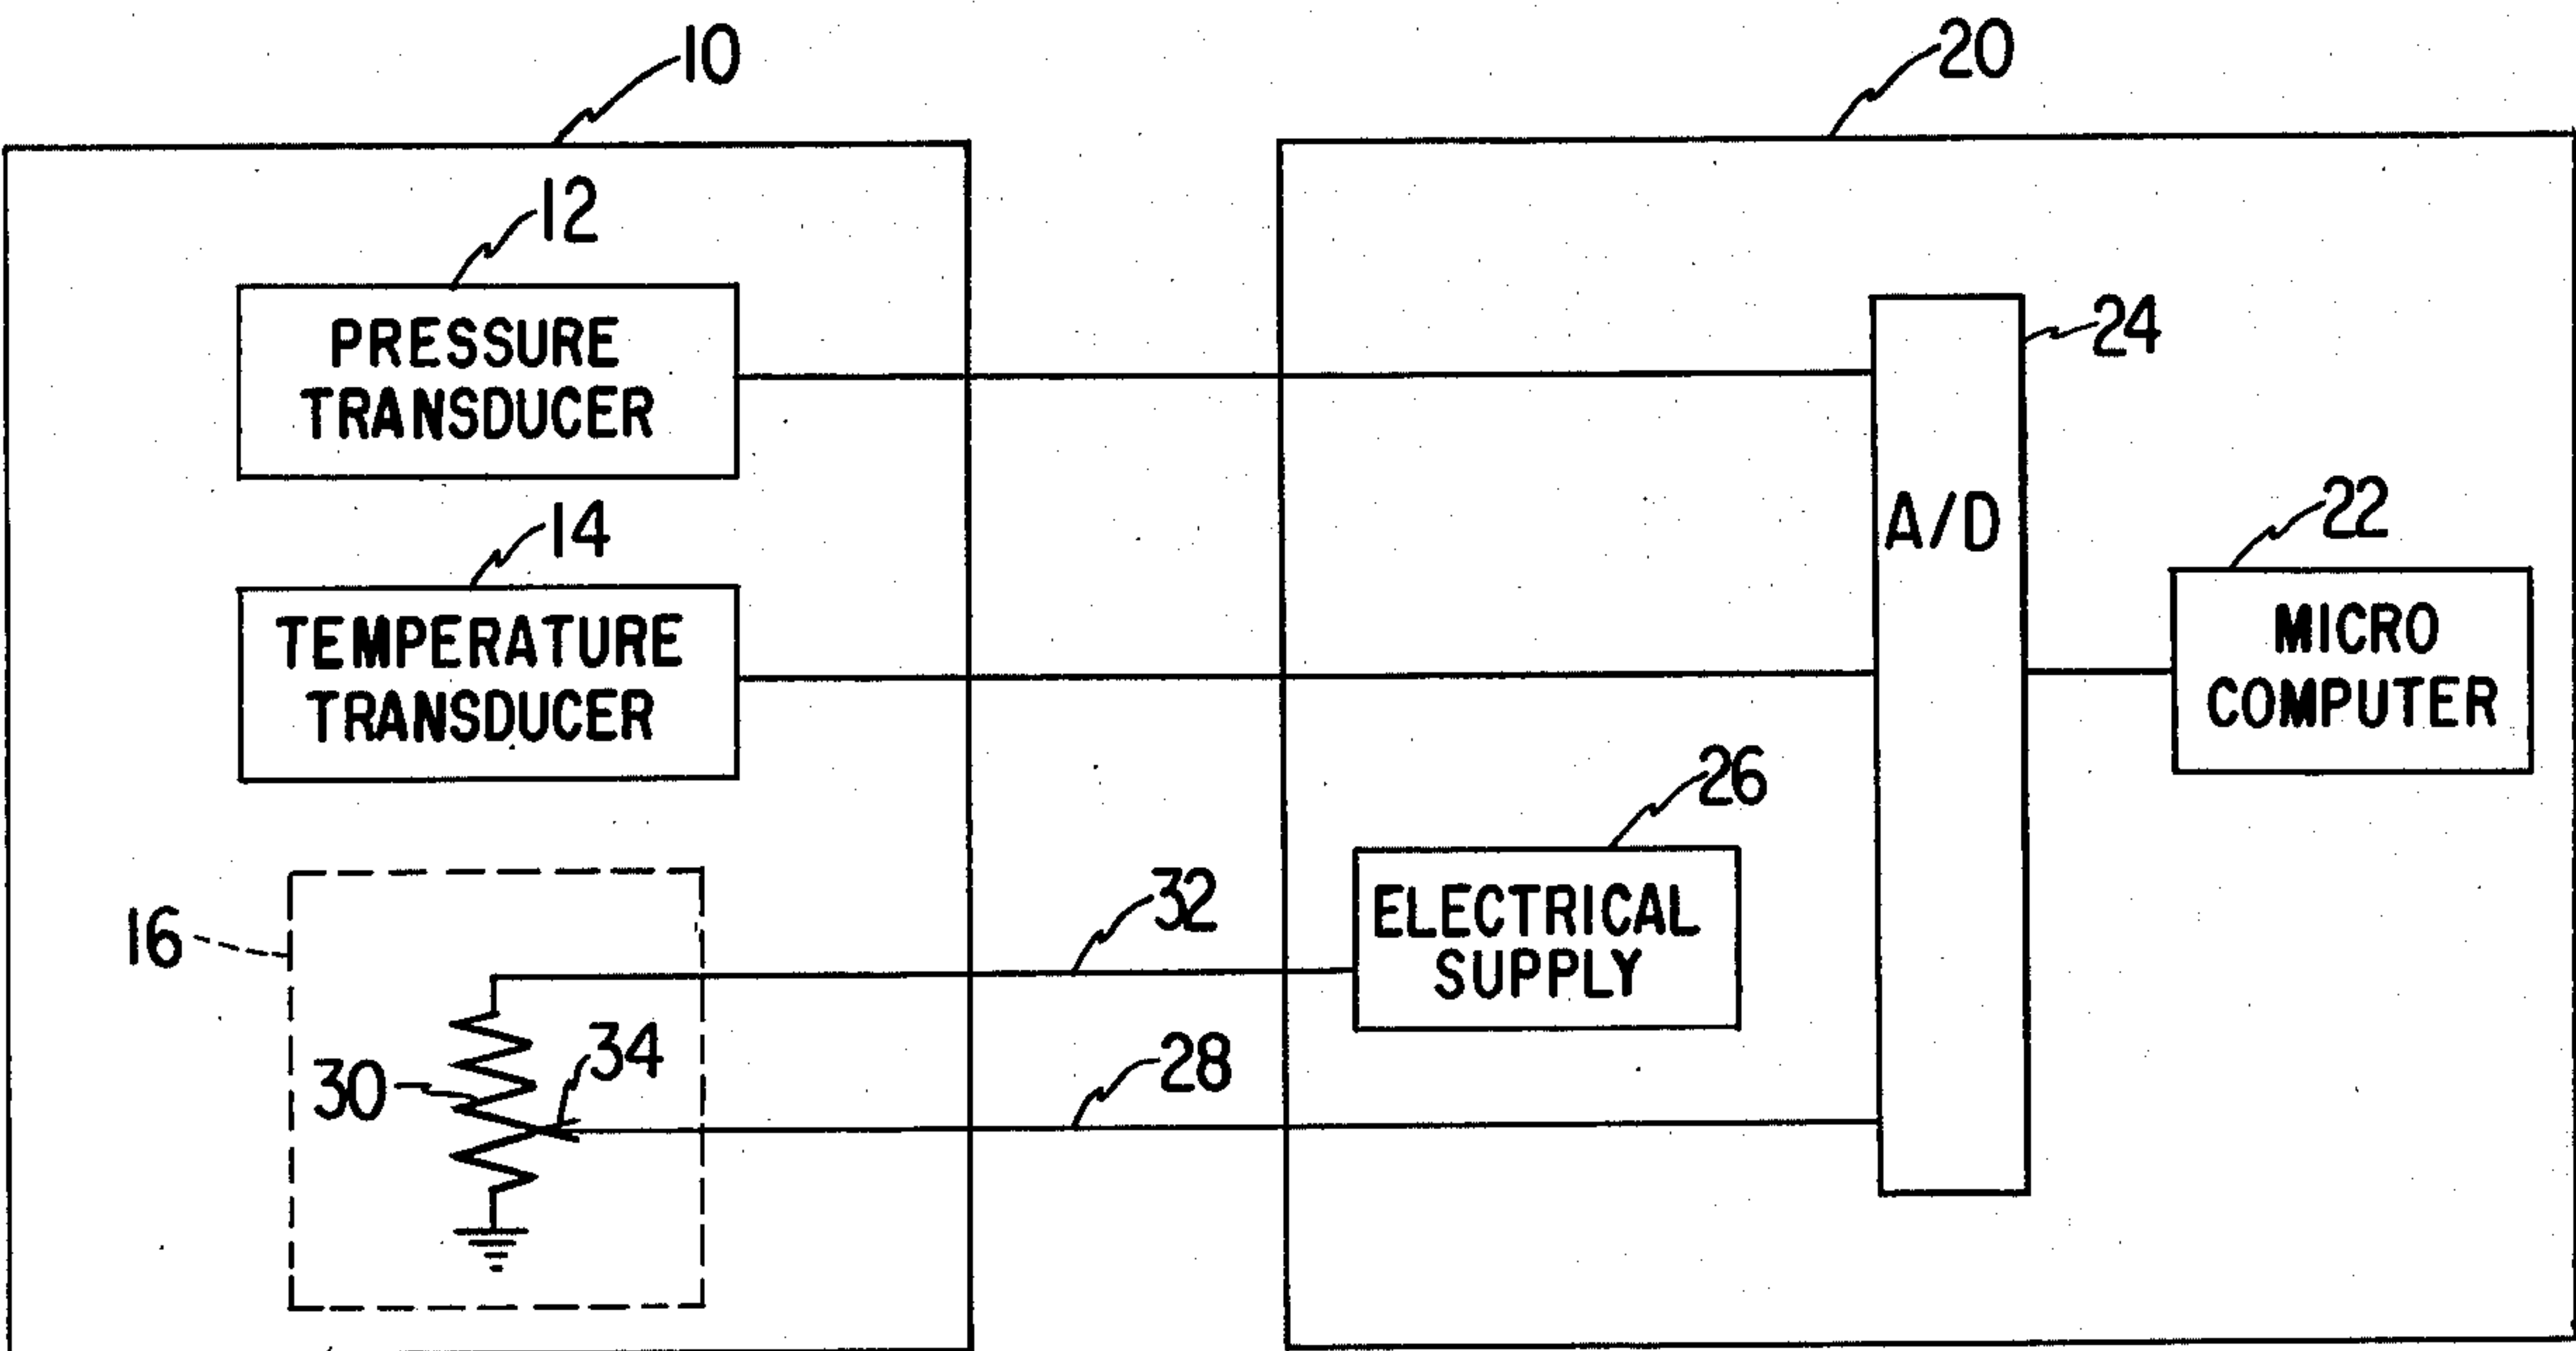 10
20
12
PRESSURE
TRANSDUCER
24
A/D
14
TEMPERATURE
TRANSDUCER
22
MICRO
COMPUTER
26
ELECTRICAL
SUPPLY
16
32
30
34
28